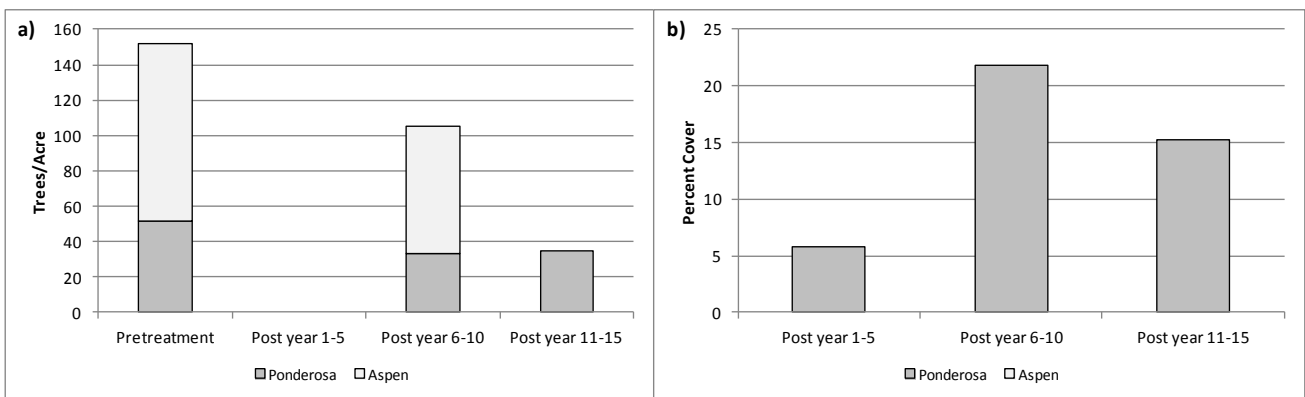 a)
Trees/Acre
160
140
120
100
80
60
40
20
0
Pretreatment Post year 1-5 Post year 6-10 Post year 11-15
Ponderosa Aspen
b)
Percent Cover
25
20
15
10
5
0
Post year 1-5 Post year 6-10 Post year 11-15
Ponderosa Aspen